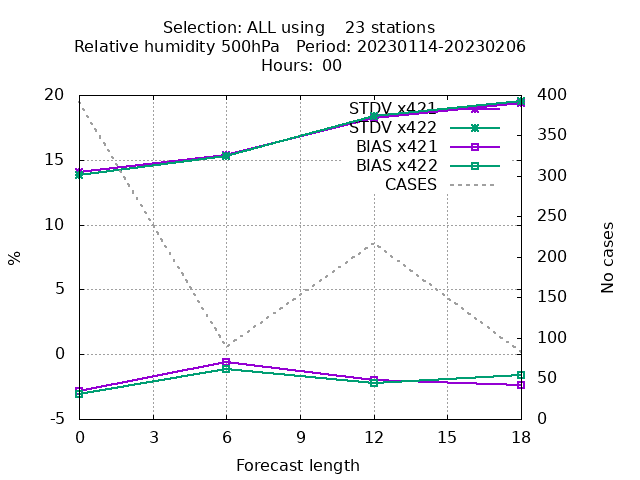 Selection: ALL using    23 stations
Relative humidity 500hPa   Period: 20230114-20230206
Hours: 00
20
15
10
5
0
-5
%
400
350
300
250
200
150
100
50
0
No cases
STDV x421
STDV x422
BIAS x421
BIAS x422
CASES
0 3 6 9 12 15 18
Forecast length